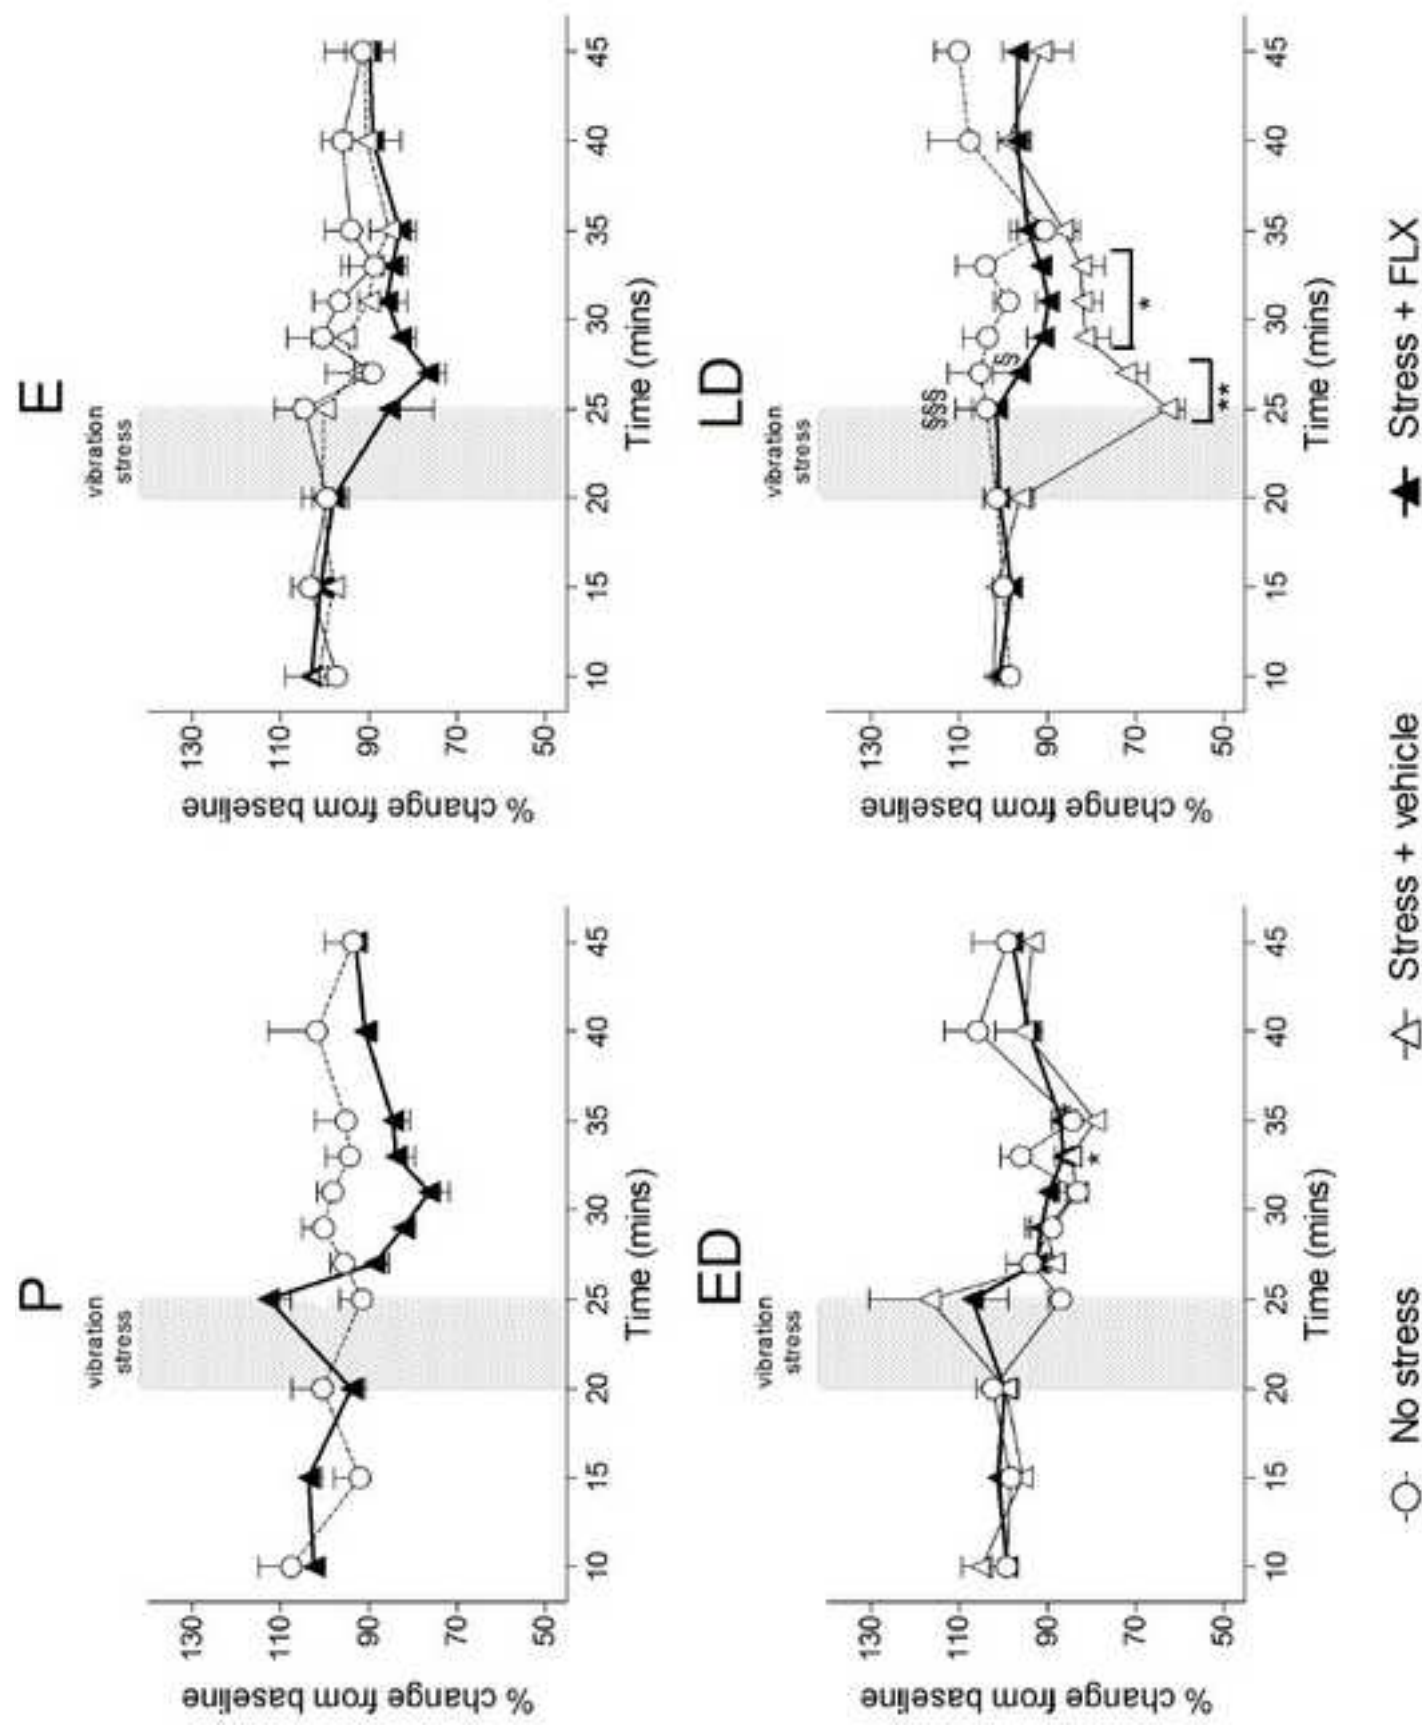 P
vibration
stress
% change from baseline
130
110
90
70
50
10 15 20 25 30 35 40 45
Time (mins)
E
vibration
stress
% change from baseline
130
110
90
70
50
10 15 20 25 30 35 40 45
Time (mins)
ED
vibration
stress
% change from baseline
130
110
90
70
50
*
10 15 20 25 30 35 40 45
Time (mins)
LD
vibration
stress
% change from baseline
130
110
90
70
50
§§§
§
**
*
10 15 20 25 30 35 40 45
Time (mins)
No stress Stress + vehicle Stress + FLX